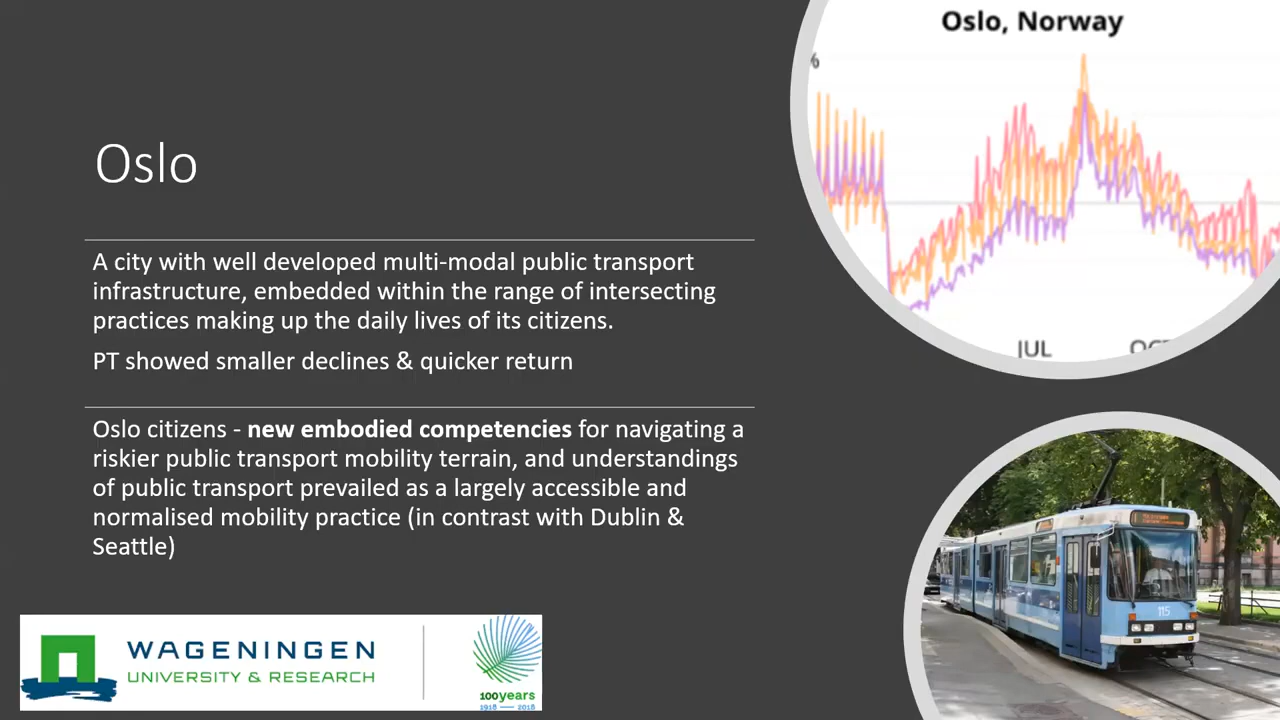 Oslo, Norway
%
Oslo
A city with well developed multi-modal public transport
infrastructure, embedded within the range of intersecting
practices making up the daily lives of its citizens.
PT showed smaller declines & quicker return
JUL
Oslo citizens - new embodied competencies for navigating a
riskier public transport mobility terrain, and understandings
of public transport prevailed as a largely accessible and
normalised mobility practice (in contrast with Dublin &
Seattle)
115
WAGENINGEN
UNIVERSITY & RESEARCH
100years
1918 — 2018